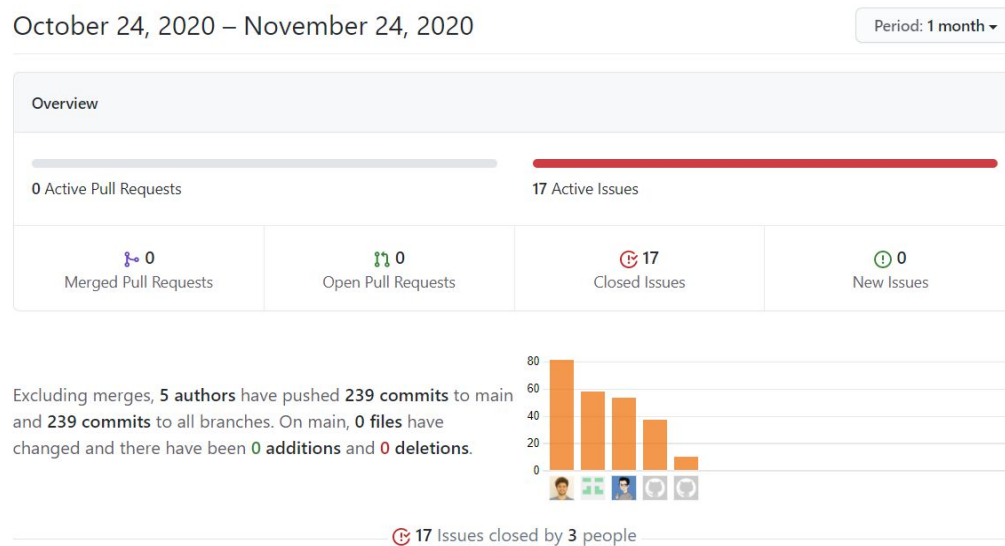 October 24, 2020 – November 24, 2020
Period: 1 month
Overview
0 Active Pull Requests
17 Active Issues
0
Merged Pull Requests
0
Open Pull Requests
17
Closed Issues
0
New Issues
Excluding merges, 5 authors have pushed 239 commits to main
and 239 commits to all branches. On main, 0 files have
changed and there have been 0 additions and 0 deletions.
80
60
40
20
0
17 Issues closed by 3 people